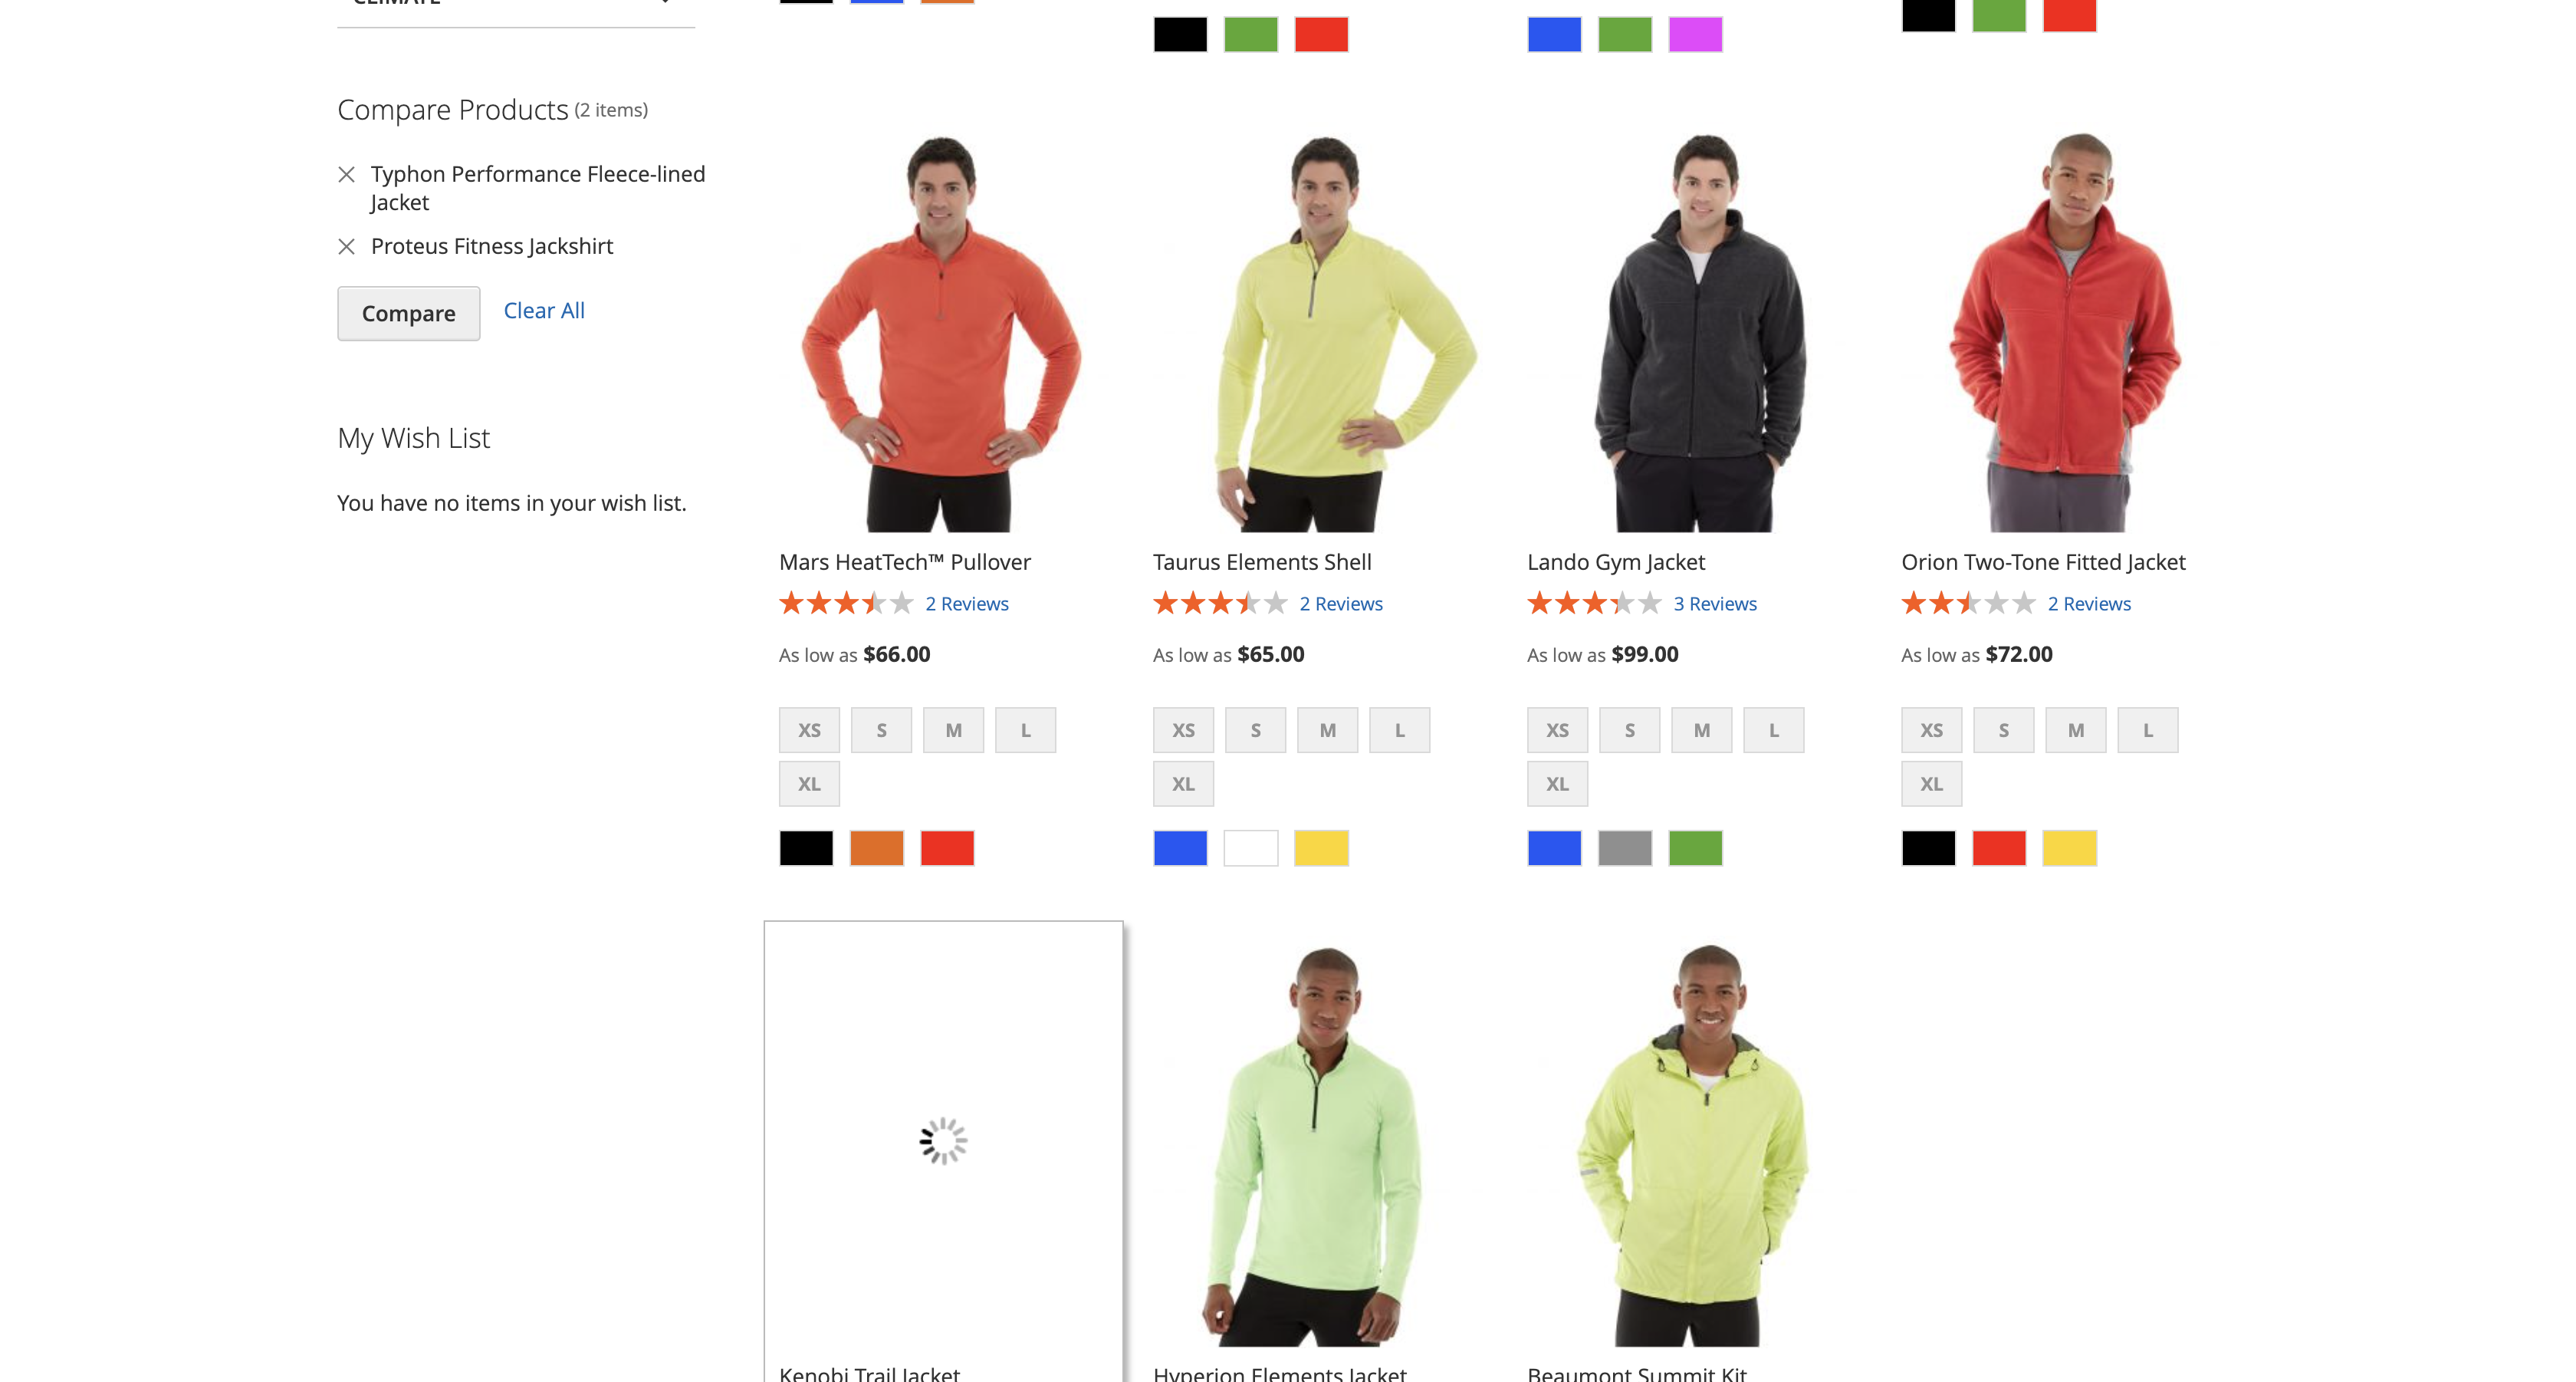 CLIMATE
Compare Products (2 items)
Typhon Performance Fleece-lined
Jacket
Proteus Fitness Jackshirt
Compare Clear All
My Wish List
You have no items in your wish list.
Mars HeatTech™ Pullover
2 Reviews
As low as $66.00
XS S M L
XL
Taurus Elements Shell
2 Reviews
As low as $65.00
XS S M L
XL
Lando Gym Jacket
3 Reviews
As low as $99.00
XS S M L
XL
Orion Two-Tone Fitted Jacket
2 Reviews
As low as $72.00
XS S M L
XL
Kenobi Trail Jacket
Hyperion Elements Jacket
Beaumont Summit Kit